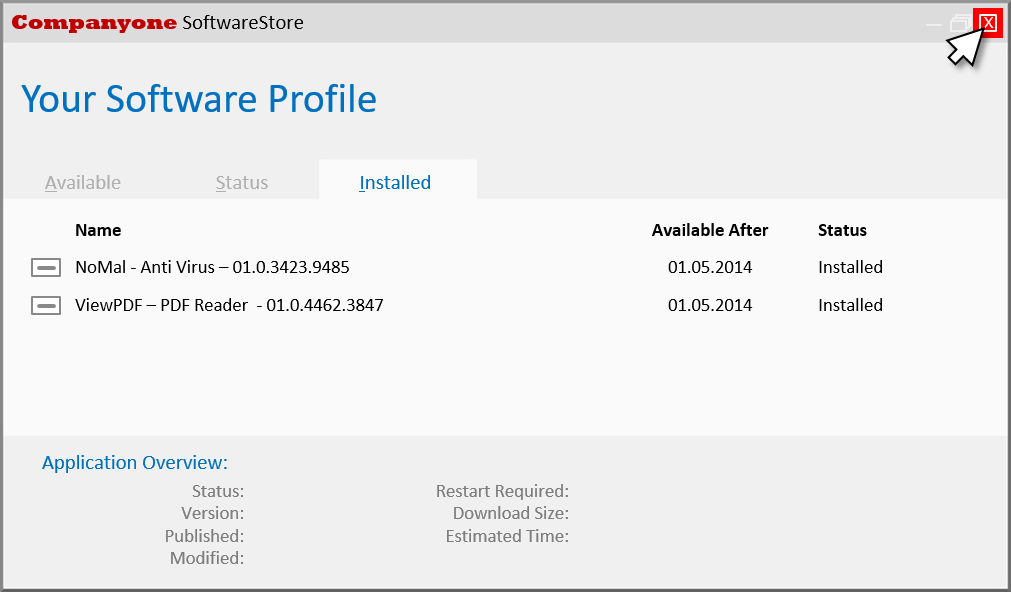 Companyone SoftwareStore
Your Software Profile
Available Status Installed
Name Available After Status
NoMal - Anti Virus – 01.0.3423.9485 01.05.2014 Installed
ViewPDF – PDF Reader - 01.0.4462.3847 01.05.2014 Installed
Application Overview:
Status: Restart Required:
Version: Download Size:
Published: Estimated Time:
Modified: